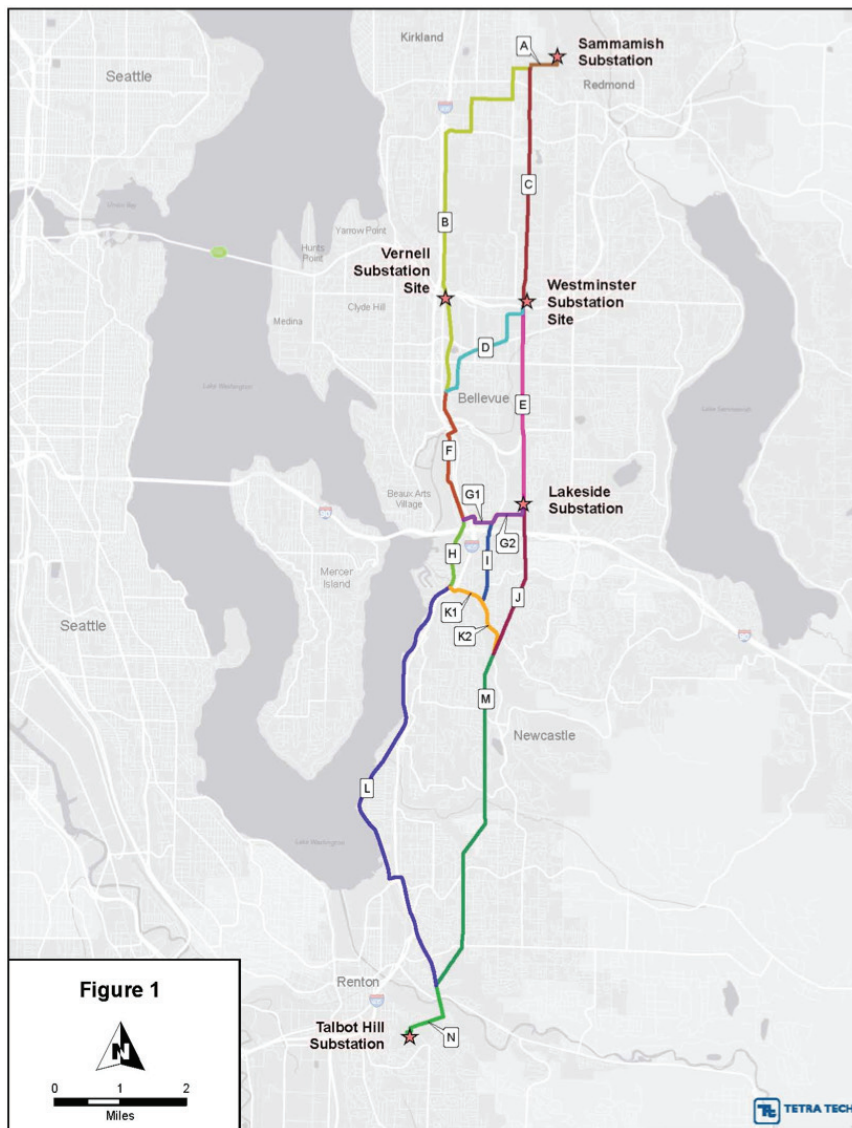 Kirkland
A
Sammamish
Substation
Seattle
Redmond
C
B
Yarrow Point
Hunts
Point
Vernell
Substation
Site
Westminster
Substation
Site
Clyde Hill
Medina
D
Lake Washington
Bellevue
E
F
Beaux Arts
Village
G1
Lakeside
Substation
G2
90
H
I
Mercer
Island
J
K1
Seattle
K2
90
M
Newcastle
L
Lake Washington
Figure 1
Renton
N
Talbot Hill
Substation
N
0 1 2
Miles
TETRA TECH